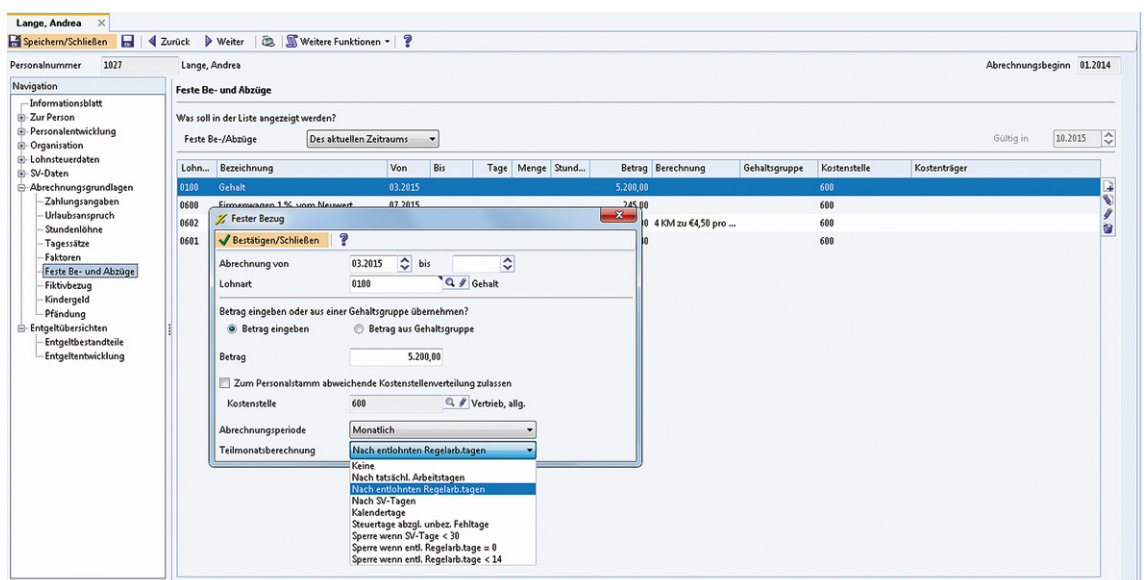 Lange, Andrea
Speichern/Schließen Zurück Weiter Weitere Funktionen
Personalnummer 1027 Lange, Andrea Abrechnungsbeginn 01.2014
Navigation
Informationsblatt
Zur Person
Personalentwicklung
Organisation
Lohnsteuerdaten
SV-Daten
Abrechnungsgrundlagen
Zahlungsangaben
Urlaubsanspruch
Stundenlöhne
Tagessätze
Faktoren
Feste Be- und Abzüge
Fiktivbezug
Kindergeld
Pfändung
Entgeltübersichten
Entgeltbestandteile
Entgeltentwicklung
Feste Be- und Abzüge
Was soll in der Liste angezeigt werden?
Feste Be-/Abzüge Des aktuellen Zeitraums Gültig in 10.2015
Lohn... Bezeichnung Von Bis Tage Menge Stund... Betrag Berechnung Gehaltsgruppe Kostenstelle Kostenträger
0100 Gehalt 03.2015 5.200,00 600
0600 Firmenwagen 1 % vom Neuwert 07.2015 245,00 600
0602 4 KM zu €4,50 pro ... 600
0601 600
Fester Bezug
Bestätigen/Schließen ?
Abrechnung von 03.2015 bis
Lohnart 0100 Gehalt
Betrag eingeben oder aus einer Gehaltsgruppe übernehmen?
Betrag eingeben Betrag aus Gehaltsgruppe
Betrag 5.200,00
Zum Personalstamm abweichende Kostenstellenverteilung zulassen
Kostenstelle 600 Vertrieb, allg.
Abrechnungsperiode Monatlich
Teilmonatsberechnung Nach entlohnten Regelarb.tagen
Keine
Nach tatsächl. Arbeitstagen
Nach entlohnten Regelarb.tagen
Nach SV-Tagen
Kalendertage
Steuertage abzgl. unbez. Fehltage
Sperre wenn SV-Tage < 30
Sperre wenn entl. Regelarb.tage = 0
Sperre wenn entl. Regelarb.tage < 14